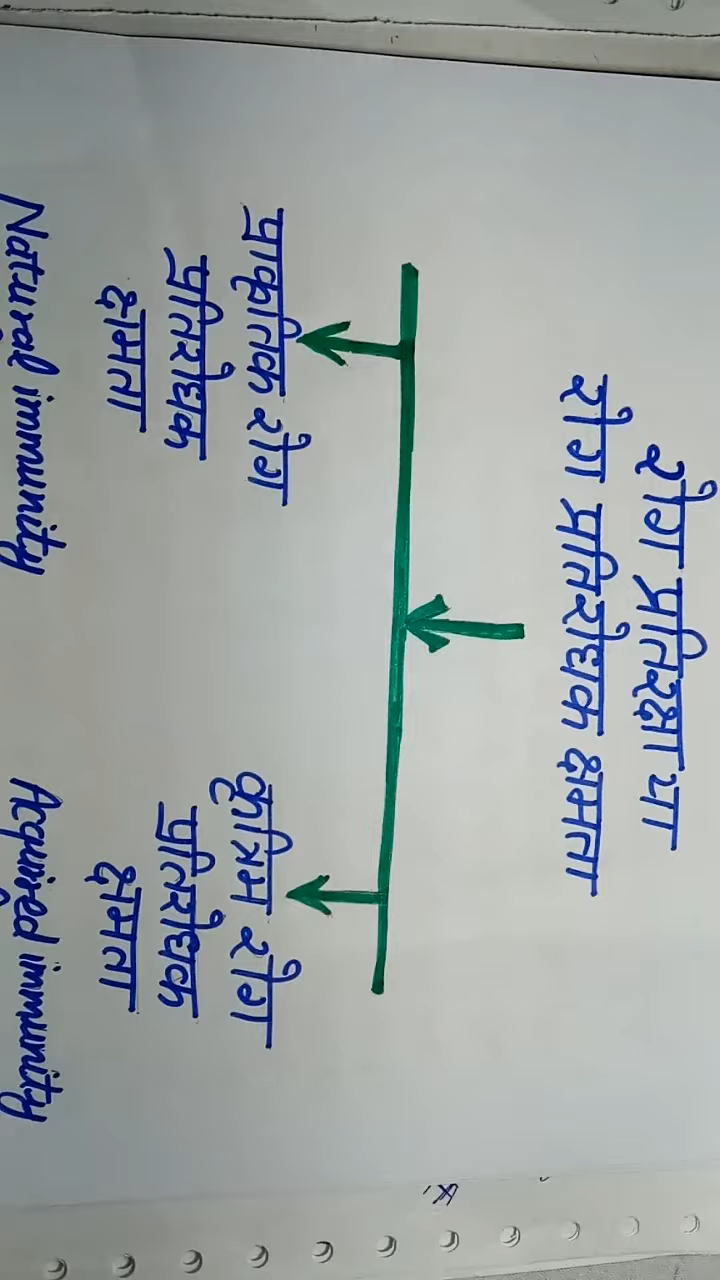 रोग प्रतिरक्षा या
रोग प्रतिरोधक क्षमता
प्राकृतिक रोग
प्रतिरोधक
क्षमता
Natural immunity
कृत्रिम रोग
प्रतिरोधक
क्षमता
Acquired immunity